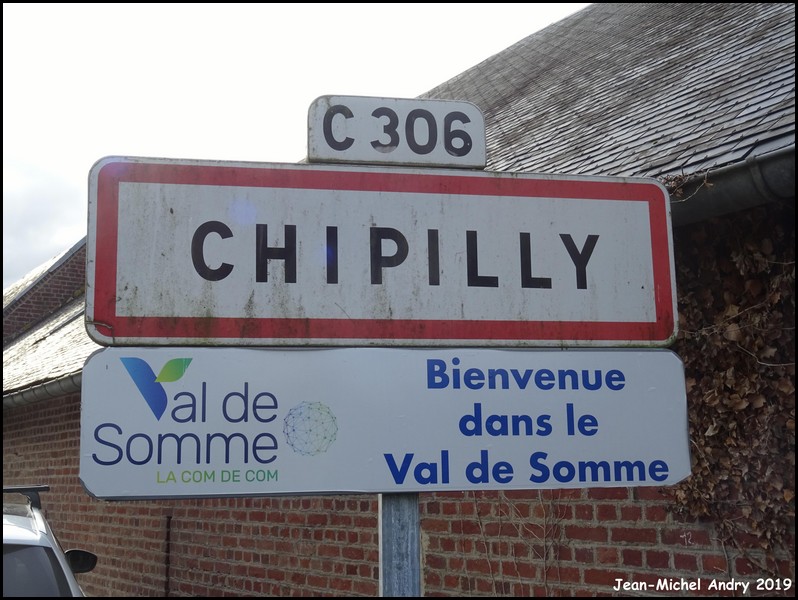 C 306
CHIPILLY
Val de
Somme
LA COM DE COM
Bienvenue
dans le
Val de Somme
Jean-Michel Andry 2019